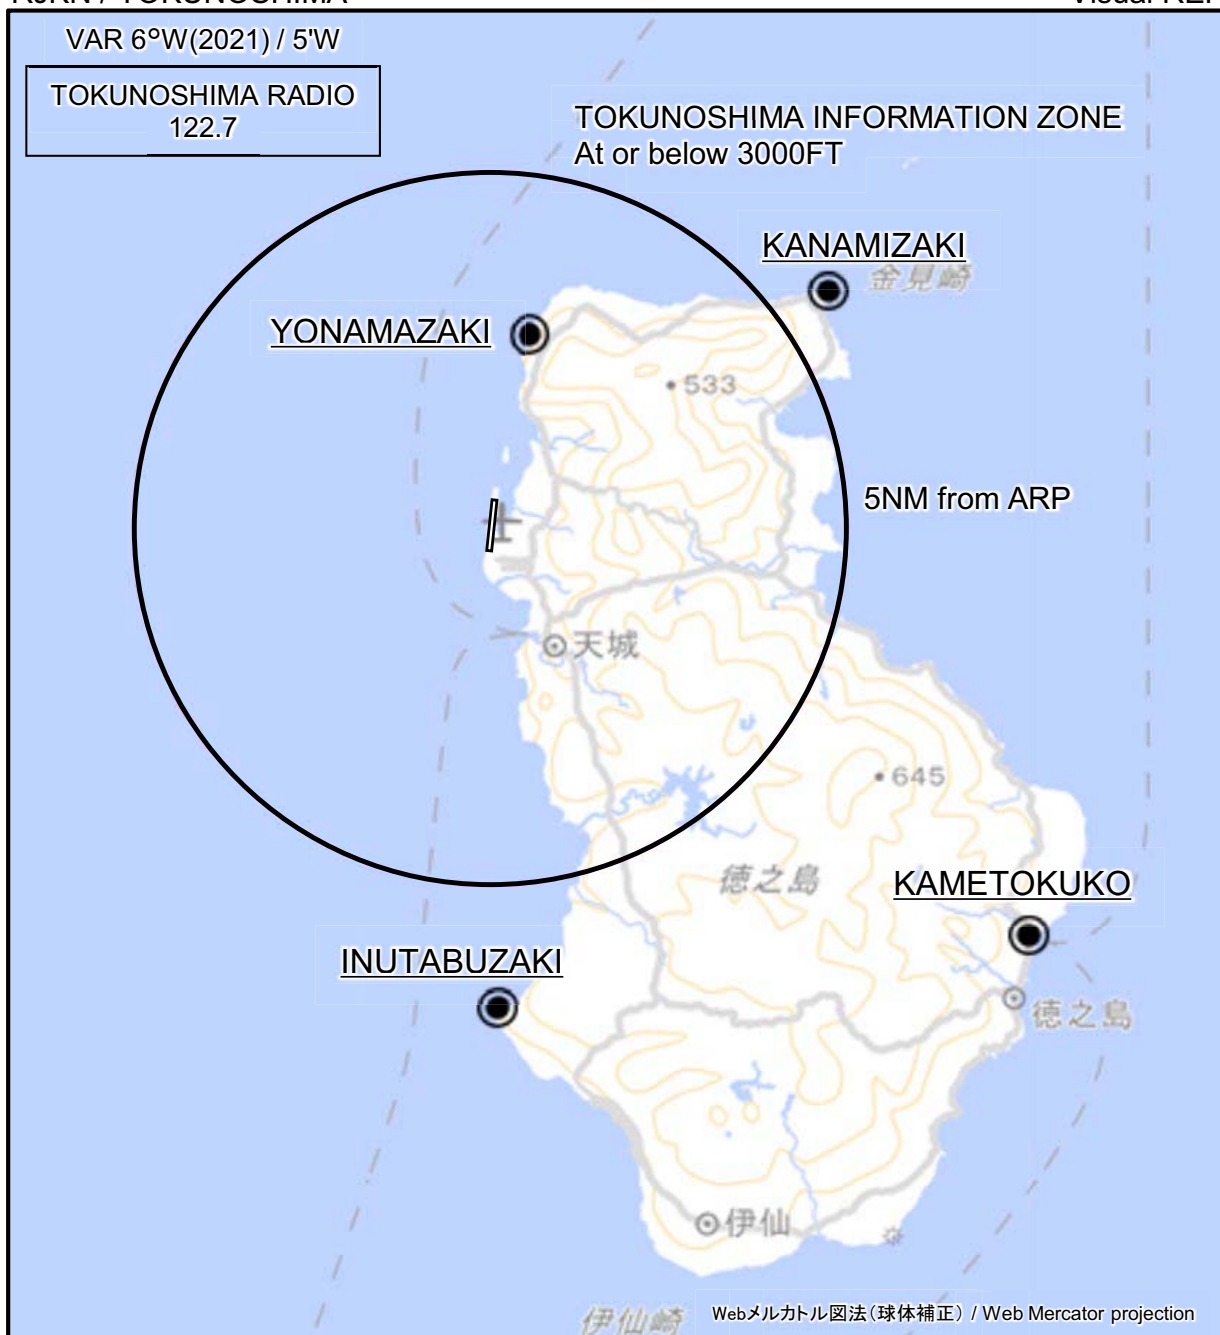 VAR 6°W(2021) / 5'W
TOKUNOSHIMA RADIO
122.7
TOKUNOSHIMA INFORMATION ZONE
At or below 3000FT
KANAMIZAKI
金見崎
YONAMAZAKI
533
5NM from ARP
天城
645
徳之島
KAMETOKUKO
INUTABUZAKI
徳之島
伊仙
伊仙崎
Webメルカトル図法(球体補正) / Web Mercator projection